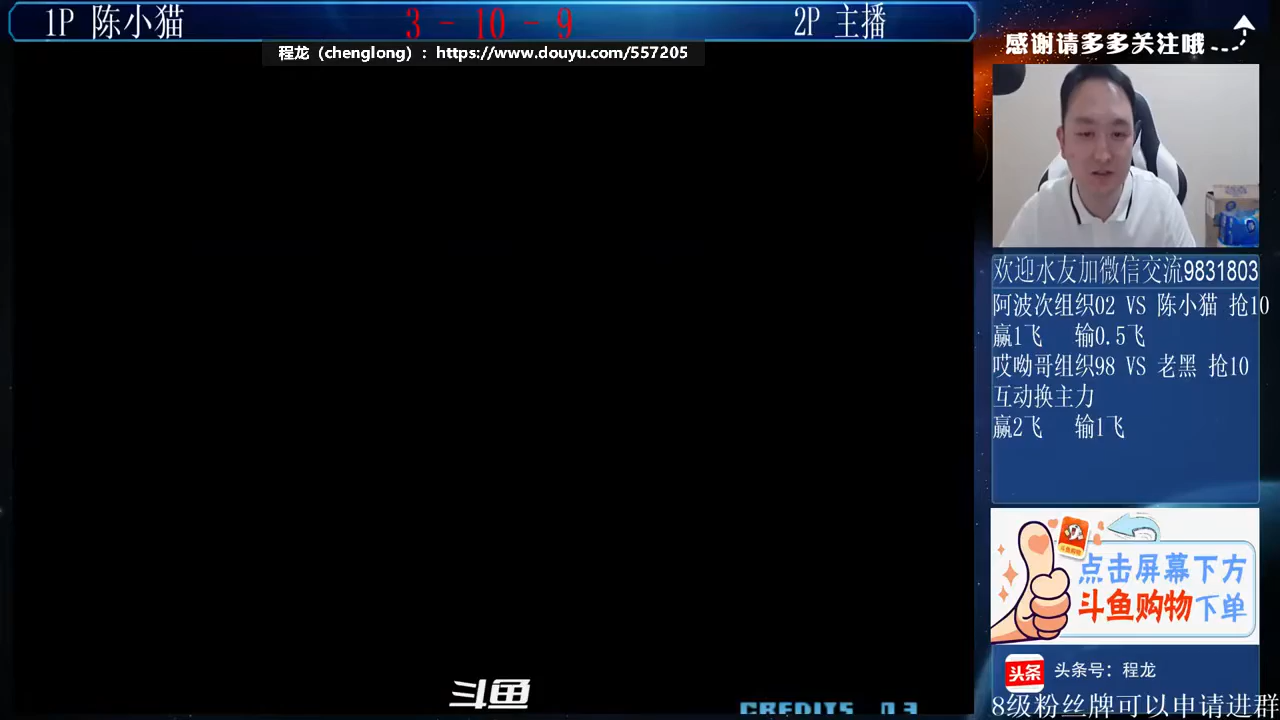 1P 陈小猫 3 - 10 - 9 2P 主播
程龙（chenglong）: https://www.douyu.com/557205
感谢请多多关注哦
欢迎水友加微信交流9831803
阿波次组织02 VS 陈小猫 抢10
赢1飞 输0.5飞
哎呦哥组织98 VS 老黑 抢10
互动换主力
赢2飞 输1飞
点击屏幕下方
斗鱼购物下单
头条 头条号: 程龙
8级粉丝牌可以申请进群
斗鱼
CREDITS 03